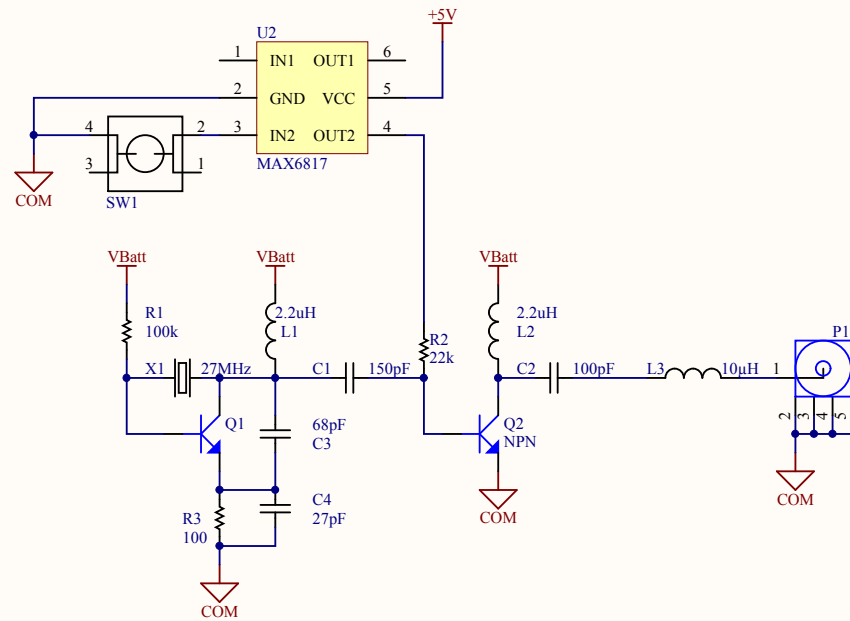 +5V
U2
1 IN1 OUT1 6
2 GND VCC 5
4 2 3 IN2 OUT2 4
3 1 MAX6817
COM SW1
VBatt VBatt VBatt
R1 2.2uH 2.2uH P1
100k L1 R2 L2
X1 27MHz C1 150pF 22k C2 100pF L3 10µH 1
Q1 68pF Q2
C3 NPN
2 3 4 5
R3 C4 COM COM
100 27pF
COM